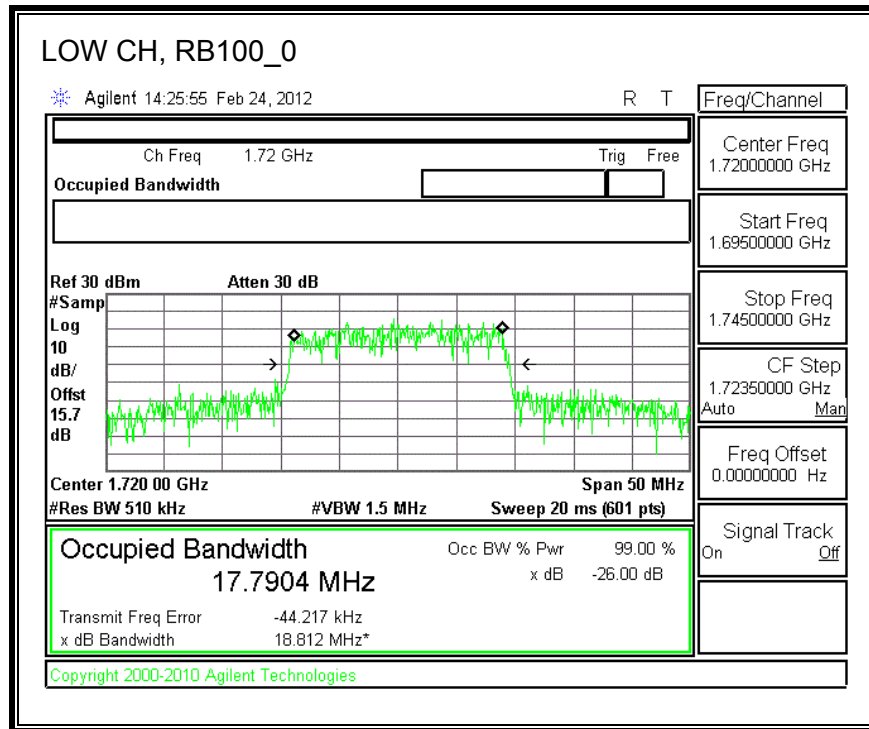 LOW CH, RB100_0
Agilent 14:25:55 Feb 24, 2012 R T
Ch Freq 1.72 GHz Trig Free
Occupied Bandwidth
Ref 30 dBm Atten 30 dB
#Samp
Log
10
dB/
Offst
15.7
dB
Center 1.720 00 GHz Span 50 MHz
#Res BW 510 kHz #VBW 1.5 MHz Sweep 20 ms (601 pts)
Occupied Bandwidth Occ BW % Pwr 99.00 %
17.7904 MHz x dB -26.00 dB
Transmit Freq Error -44.217 kHz
x dB Bandwidth 18.812 MHz*
Copyright 2000-2010 Agilent Technologies
Freq/Channel
Center Freq
1.72000000 GHz
Start Freq
1.69500000 GHz
Stop Freq
1.74500000 GHz
CF Step
1.72350000 GHz
Auto Man
Freq Offset
0.00000000 Hz
Signal Track
On Off